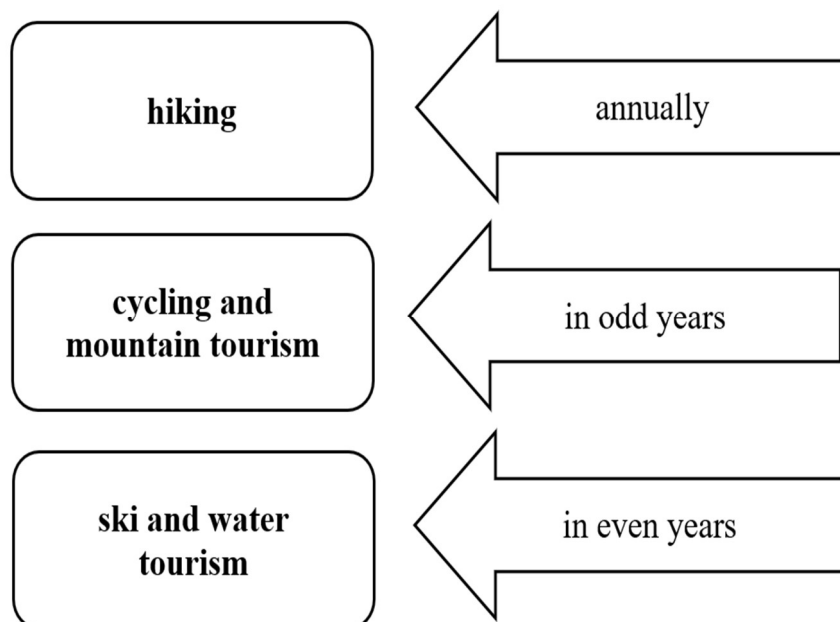 hiking
annually
cycling and
mountain tourism
in odd years
ski and water
tourism
in even years